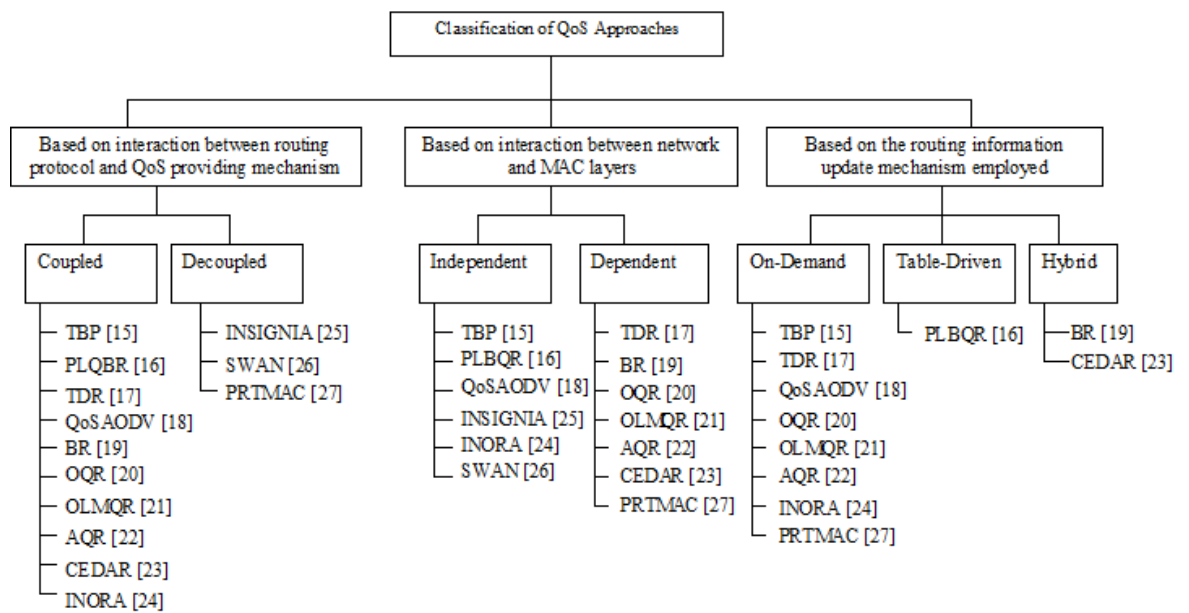 Classification of QoS Approaches
Based on interaction between routing
protocol and QoS providing mechanism
Based on interaction between network
and MAC layers
Based on the routing information
update mechanism employed
Coupled
Decoupled
Independent
Dependent
On-Demand
Table-Driven
Hybrid
TBP [15]
PLQBR [16]
TDR [17]
QoSAODV [18]
BR [19]
OQR [20]
OLMQR [21]
AQR [22]
CEDAR [23]
INORA [24]
INSIGNIA [25]
SWAN [26]
PRTMAC [27]
TBP [15]
PLBQR [16]
QoSAODV [18]
INSIGNIA [25]
INORA [24]
SWAN [26]
TDR [17]
BR [19]
OQR [20]
OLMQR [21]
AQR [22]
CEDAR [23]
PRTMAC [27]
TBP [15]
TDR [17]
QoSAODV [18]
OQR [20]
OLMQR [21]
AQR [22]
INORA [24]
PRTMAC [27]
PLBQR [16]
BR [19]
CEDAR [23]